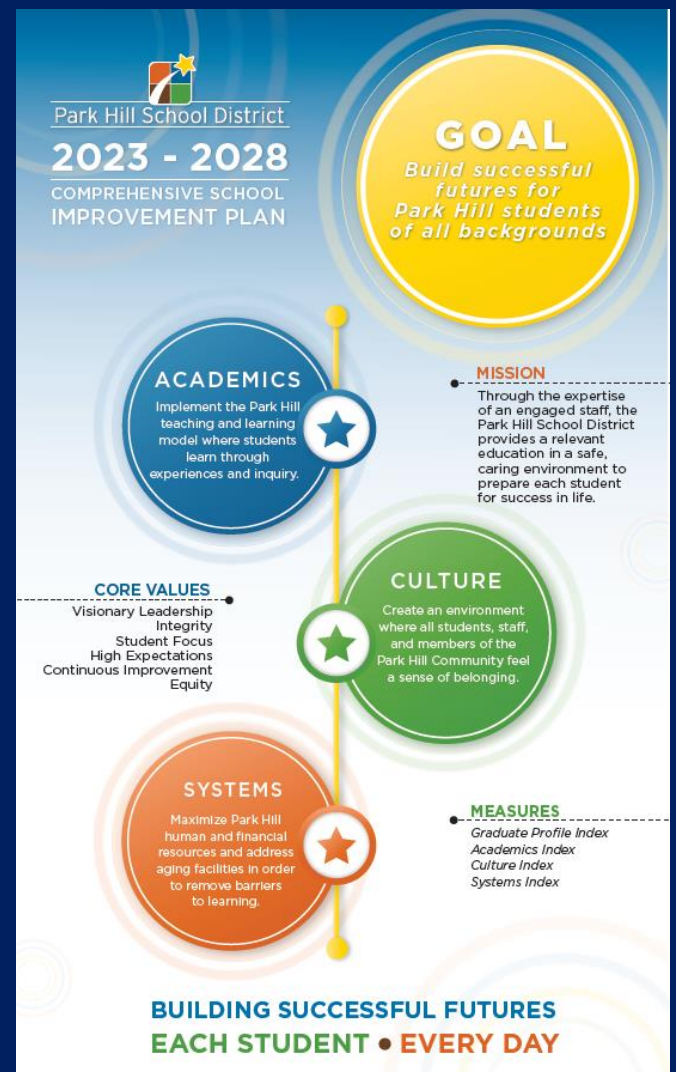 Park Hill School District
2023 - 2028
COMPREHENSIVE SCHOOL
IMPROVEMENT PLAN
GOAL
Build successful
futures for
Park Hill students
of all backgrounds
ACADEMICS
Implement the Park Hill
teaching and learning
model where students
learn through
experiences and inquiry.
MISSION
Through the expertise
of an engaged staff, the
Park Hill School District
provides a relevant
education in a safe,
caring environment to
prepare each student
for success in life.
CORE VALUES
Visionary Leadership
Integrity
Student Focus
High Expectations
Continuous Improvement
Equity
CULTURE
Create an environment
where all students, staff,
and members of the
Park Hill Community feel
a sense of belonging.
SYSTEMS
Maximize Park Hill
human and financial
resources and address
aging facilities in order
to remove barriers
to learning.
MEASURES
Graduate Profile Index
Academics Index
Culture Index
Systems Index
BUILDING SUCCESSFUL FUTURES
EACH STUDENT • EVERY DAY